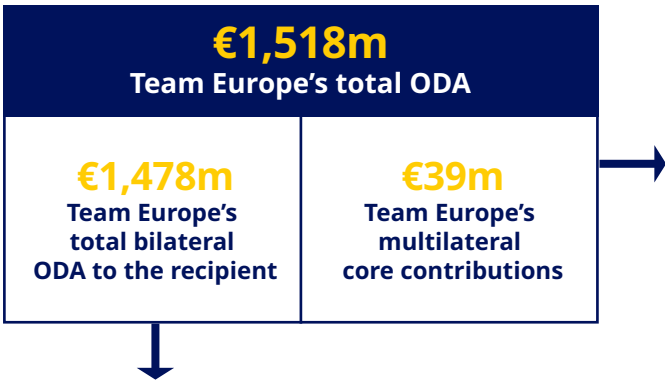 €1,518m
Team Europe’s total ODA
€1,478m
Team Europe’s
total bilateral
ODA to the recipient
€39m
Team Europe’s
multilateral
core contributions